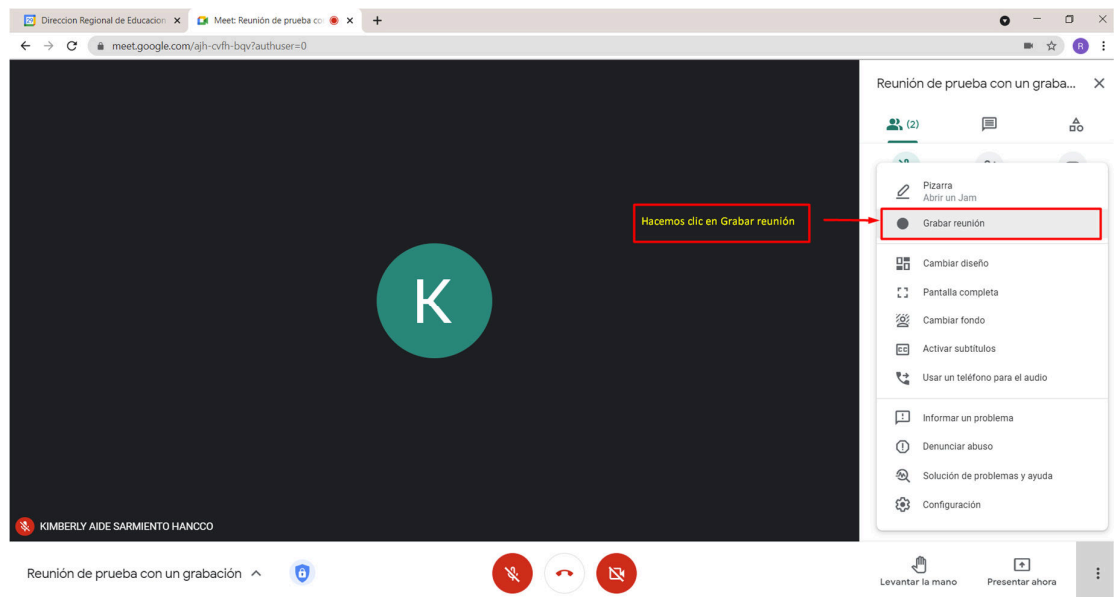 Direccion Regional de Educacion
Meet: Reunión de prueba co
meet.google.com/ajh-cvfh-bqv?authuser=0
R
Reunión de prueba con un graba...
(2)
Pizarra
Abrir un Jam
Hacemos clic en Grabar reunión
Grabar reunión
Cambiar diseño
Pantalla completa
K
Cambiar fondo
CC
Activar subtítulos
Usar un teléfono para el audio
Informar un problema
Denunciar abuso
Solución de problemas y ayuda
Configuración
KIMBERLY AIDE SARMIENTO HANCCO
Reunión de prueba con un grabación
Levantar la mano
Presentar ahora